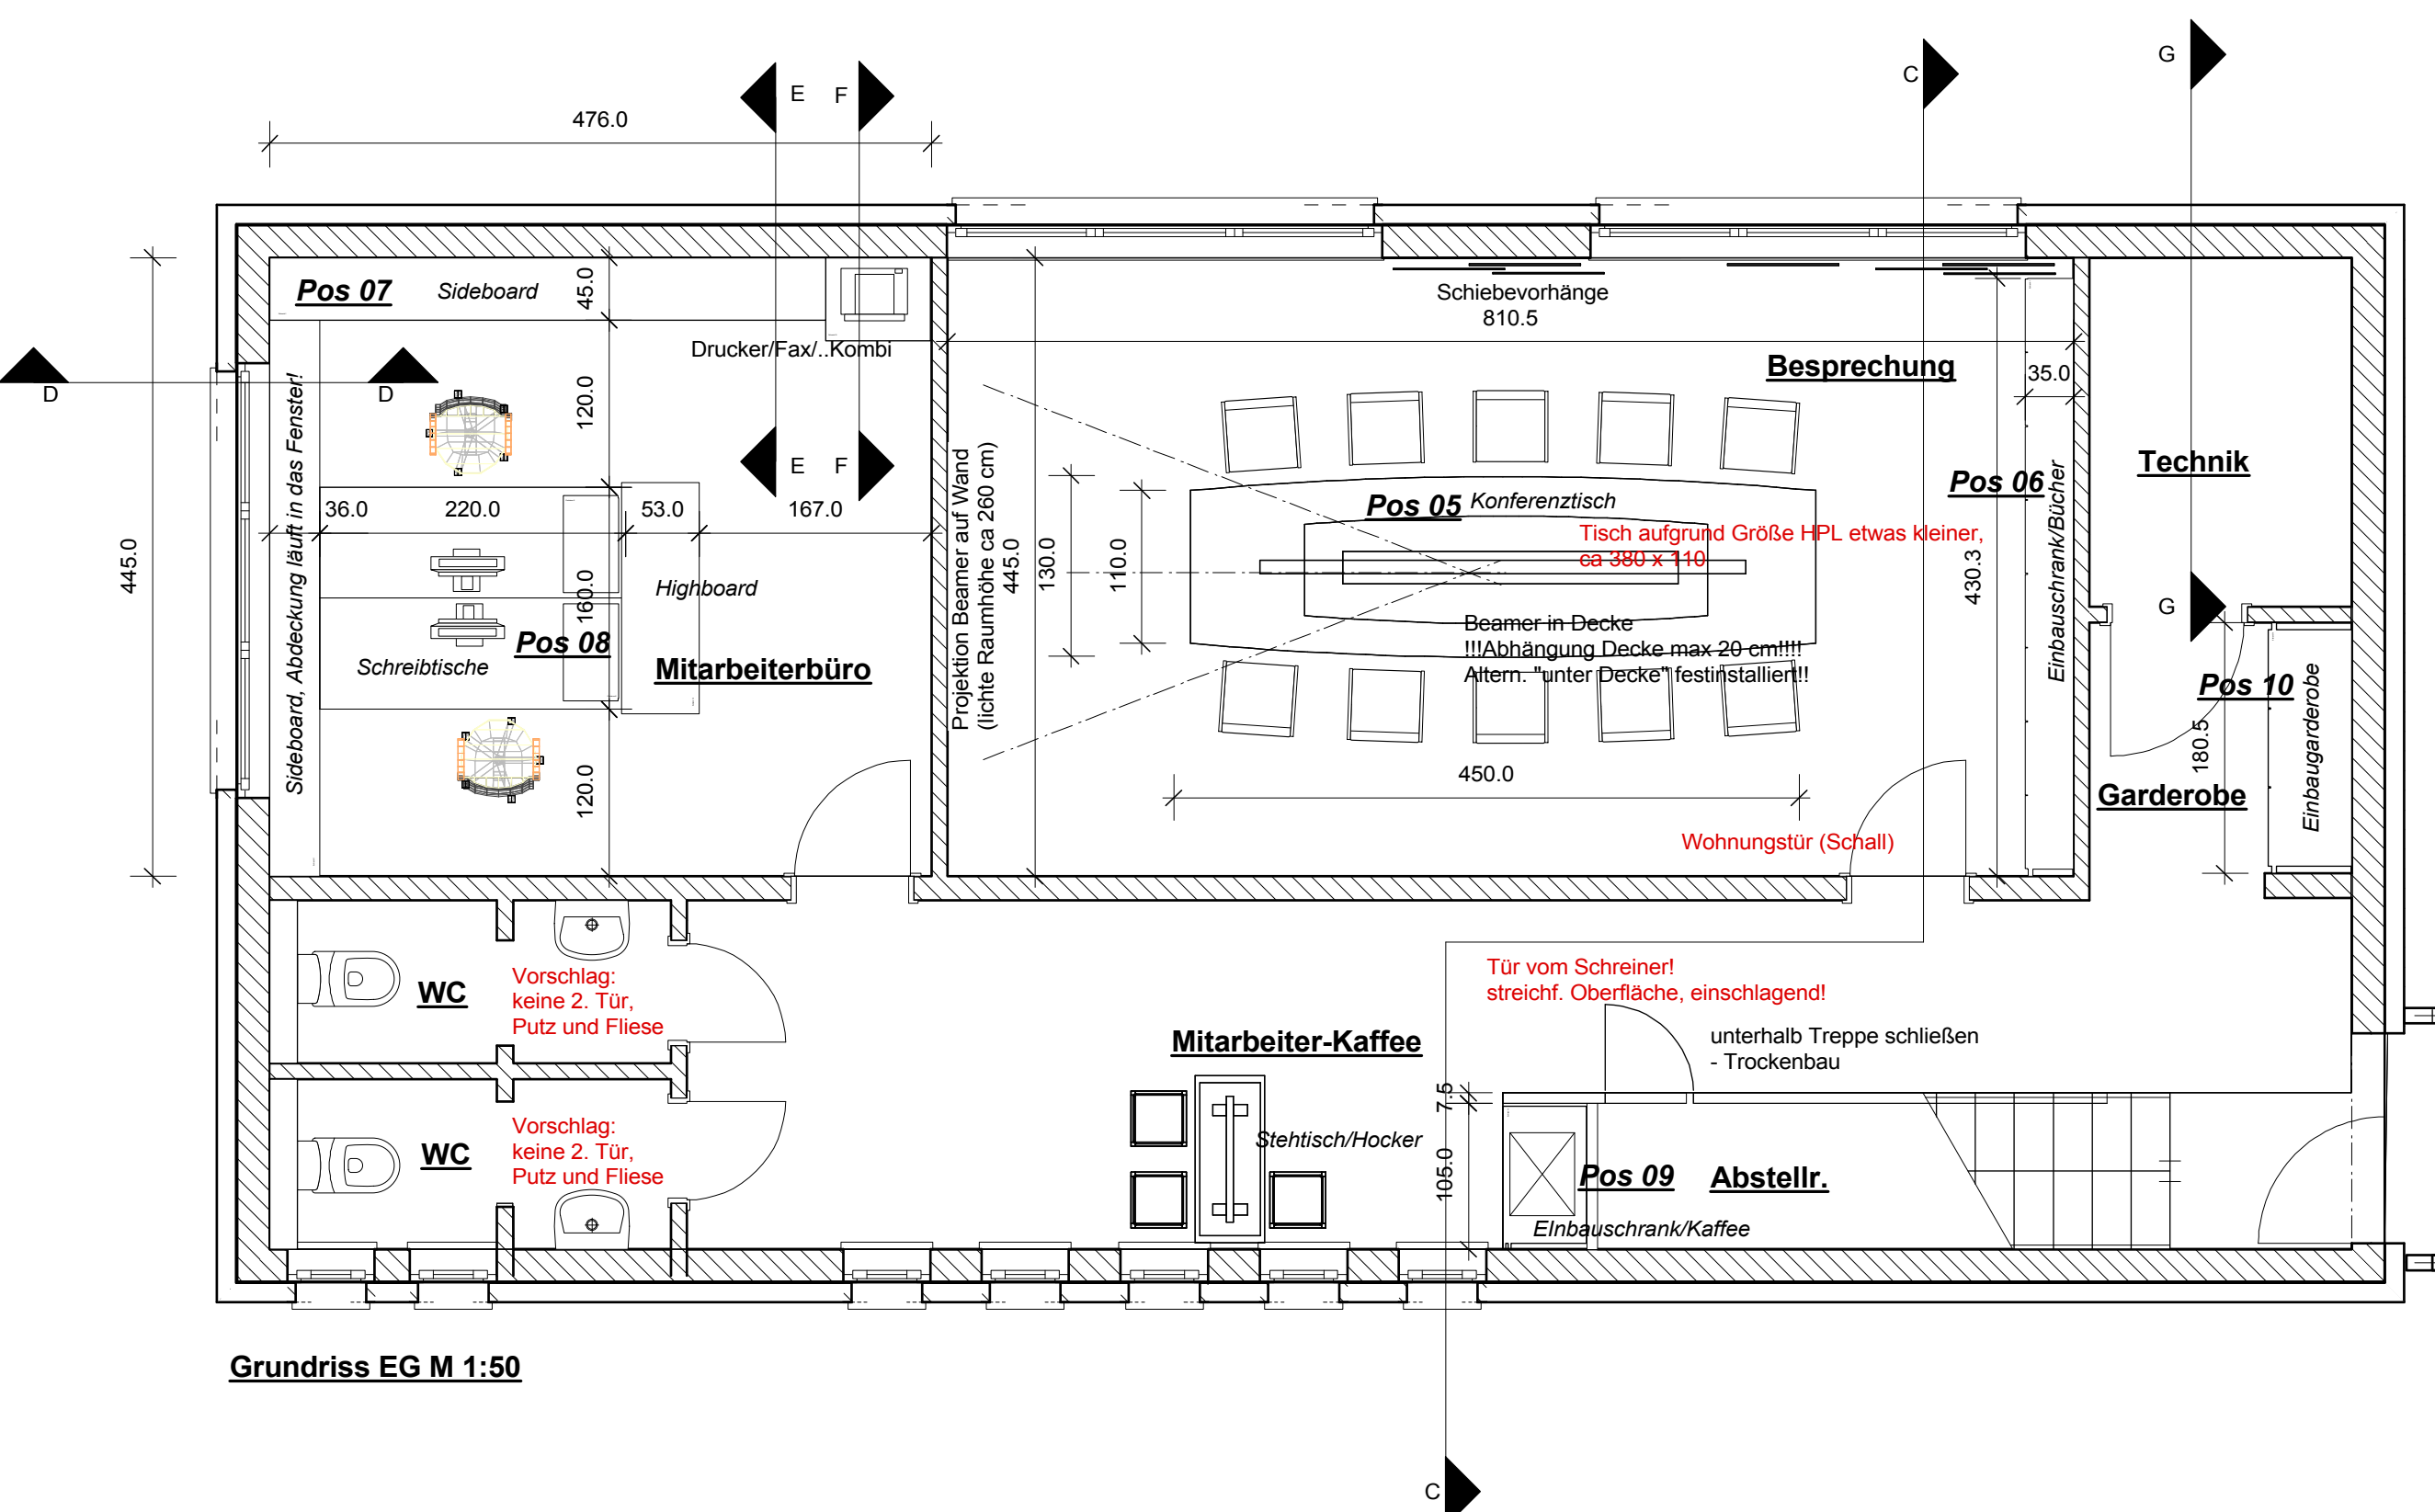 G
C
E
F
476.0
Pos 07
Sideboard
45.0
Schiebevorhänge
810.5
Drucker/Fax/..Kombi
Besprechung
35.0
D
D
120.0
E
F
Technik
Pos 06
Pos 05
Konferenztisch
36.0
220.0
53.0
167.0
Tisch aufgrund Größe HPL etwas kleiner,
ca 380 x 110
445.0
Sideboard, Abdeckung läuft in das Fenster!
160.0
Highboard
Projektion Beamer auf Wand
(lichte Raumhöhe ca 260 cm)
445.0
130.0
110.0
430.3
Einbauschrank/Bücher
G
Beamer in Decke
!!!Abhängung Decke max 20 cm!!!!
Altern. "unter Decke" festinstalliert!!
Pos 08
Schreibtische
Mitarbeiterbüro
Pos 10
180.5
Einbaugarderobe
120.0
450.0
Garderobe
Wohnungstür (Schall)
WC
Vorschlag:
keine 2. Tür,
Putz und Fliese
Tür vom Schreiner!
streichf. Oberfläche, einschlagend!
Mitarbeiter-Kaffee
unterhalb Treppe schließen
- Trockenbau
7.5
105.0
WC
Vorschlag:
keine 2. Tür,
Putz und Fliese
Stehtisch/Hocker
Pos 09
Abstellr.
EInbauschrank/Kaffee
Grundriss EG M 1:50
C